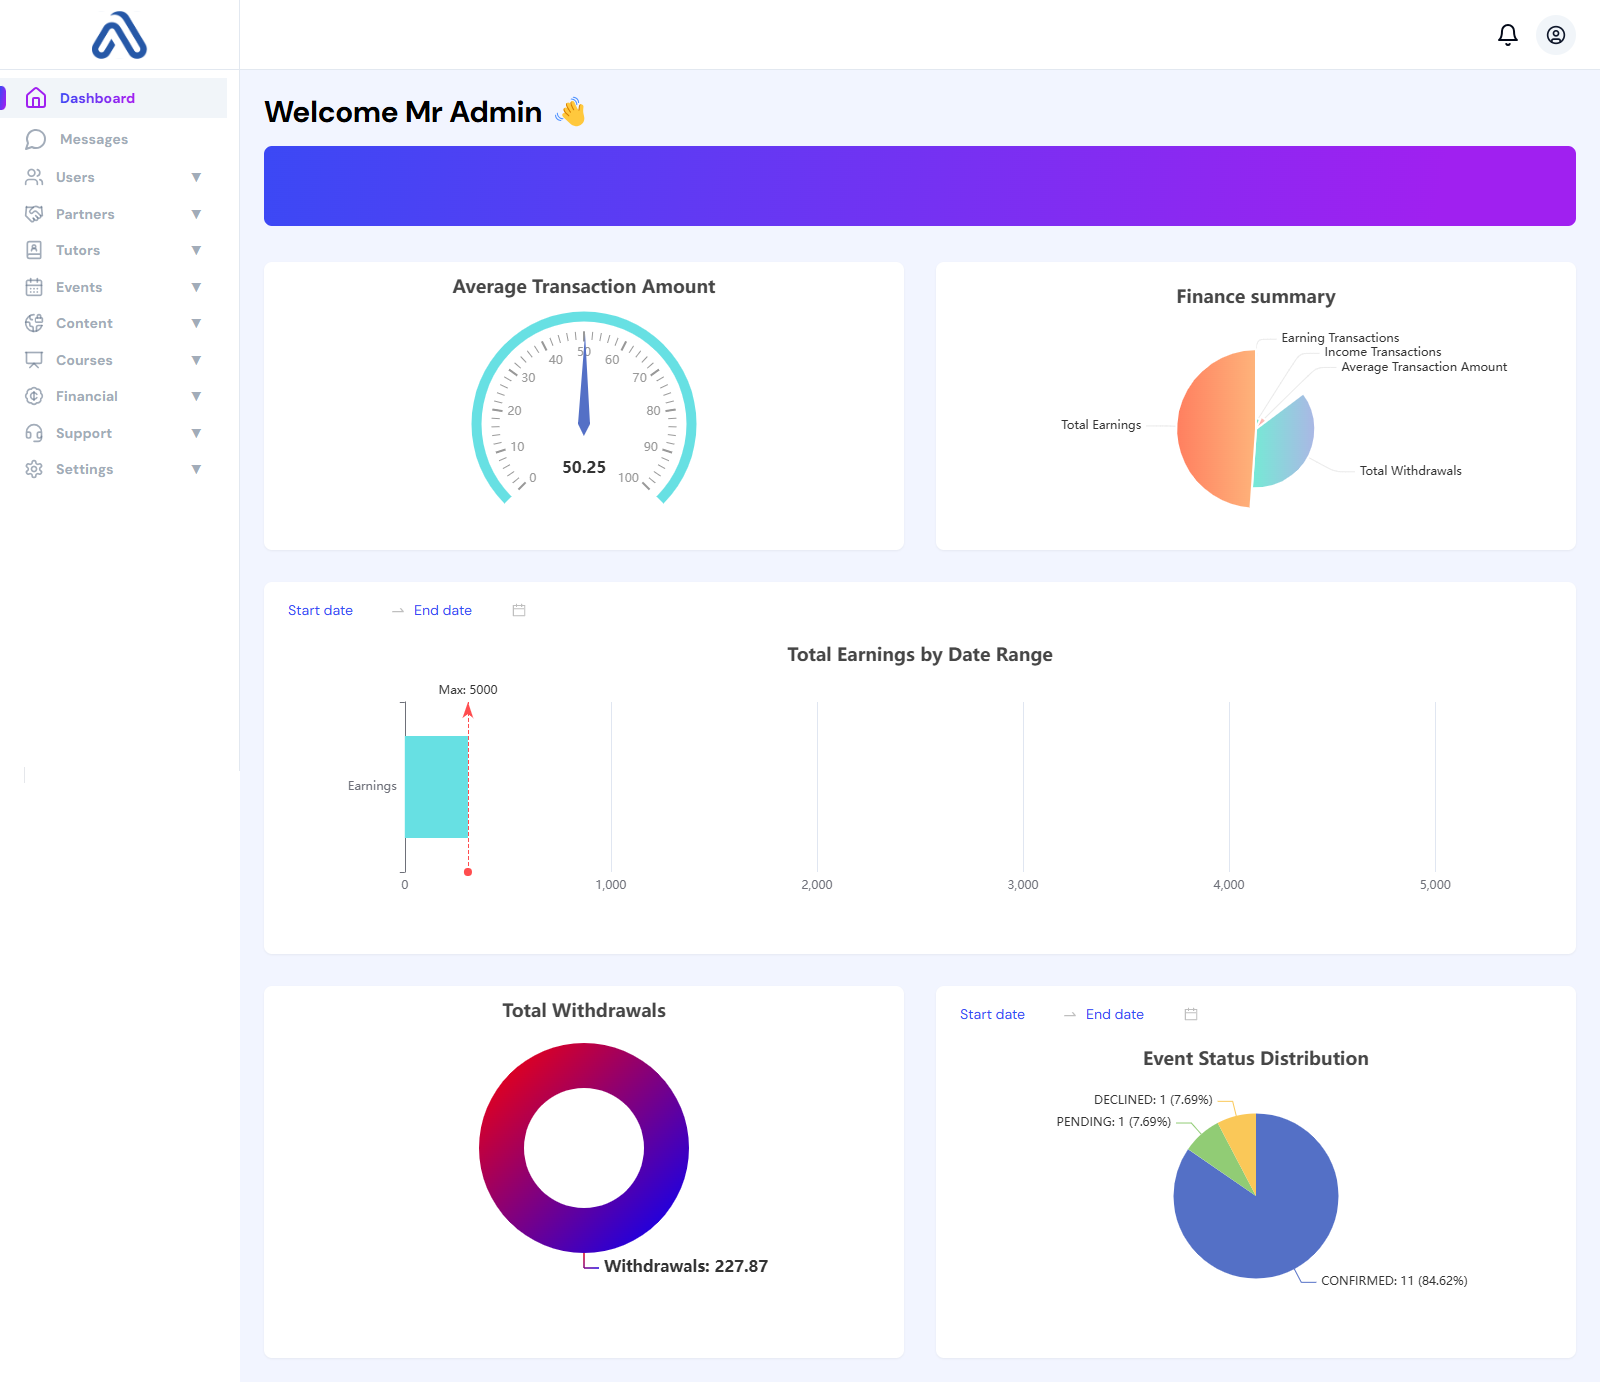 Dashboard
Messages
Users
Partners
Tutors
Events
Content
Courses
Financial
Support
Settings
Welcome Mr Admin 👋
Average Transaction Amount
0
10
20
30
40
50
60
70
80
90
100
50.25
Finance summary
Earning Transactions
Income Transactions
Average Transaction Amount
Total Earnings
Total Withdrawals
Start date
End date
Total Earnings by Date Range
Max: 5000
Earnings
0
1,000
2,000
3,000
4,000
5,000
Total Withdrawals
Withdrawals: 227.87
Start date
End date
Event Status Distribution
DECLINED: 1 (7.69%)
PENDING: 1 (7.69%)
CONFIRMED: 11 (84.62%)